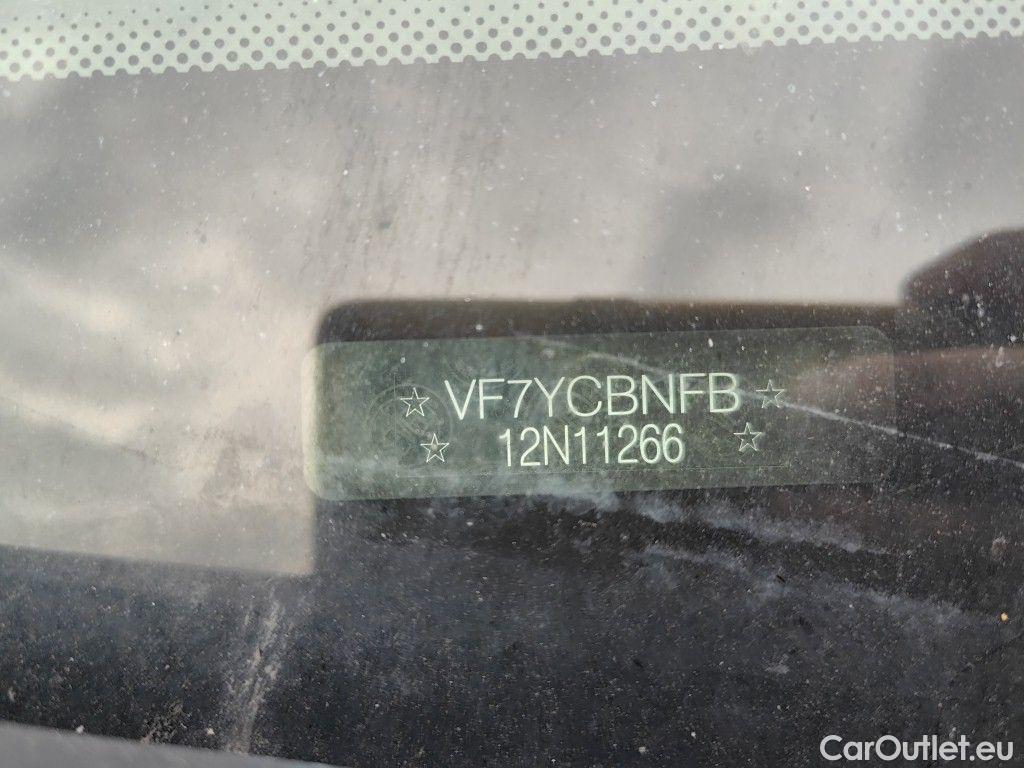 ☆ VF7YCBNFB ☆
☆ 12N11266 ☆
CarOutlet.eu